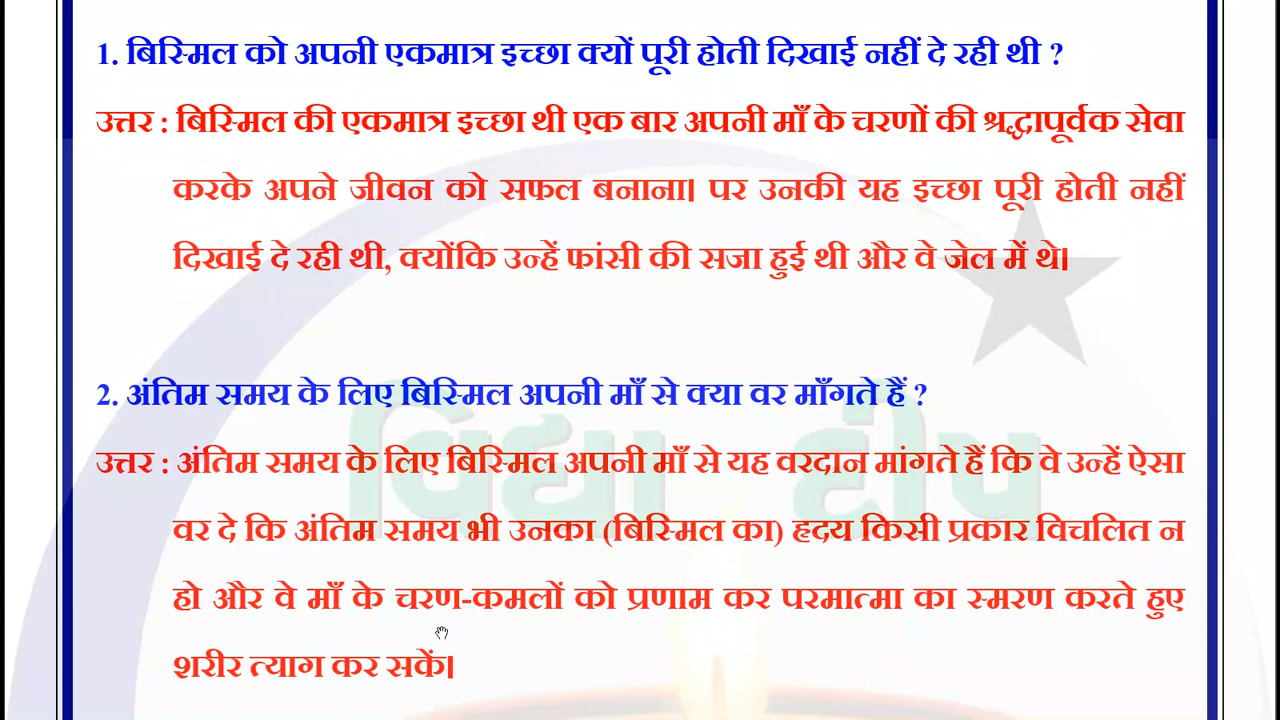 1. बिस्मिल को अपनी एकमात्र इच्छा क्यों पूरी होती दिखाई नहीं दे रही थी ?
उत्तर : बिस्मिल की एकमात्र इच्छा थी एक बार अपनी माँ के चरणों की श्रद्धापूर्वक सेवा
करके अपने जीवन को सफल बनाना। पर उनकी यह इच्छा पूरी होती नहीं
दिखाई दे रही थी, क्योंकि उन्हें फांसी की सजा हुई थी और वे जेल में थे।
2. अंतिम समय के लिए बिस्मिल अपनी माँ से क्या वर माँगते हैं ?
उत्तर : अंतिम समय के लिए बिस्मिल अपनी माँ से यह वरदान मांगते हैं कि वे उन्हें ऐसा
विद्या दीप
वर दे कि अंतिम समय भी उनका (बिस्मिल का) हृदय किसी प्रकार विचलित न
हो और वे माँ के चरण-कमलों को प्रणाम कर परमात्मा का स्मरण करते हुए
शरीर त्याग कर सकें।